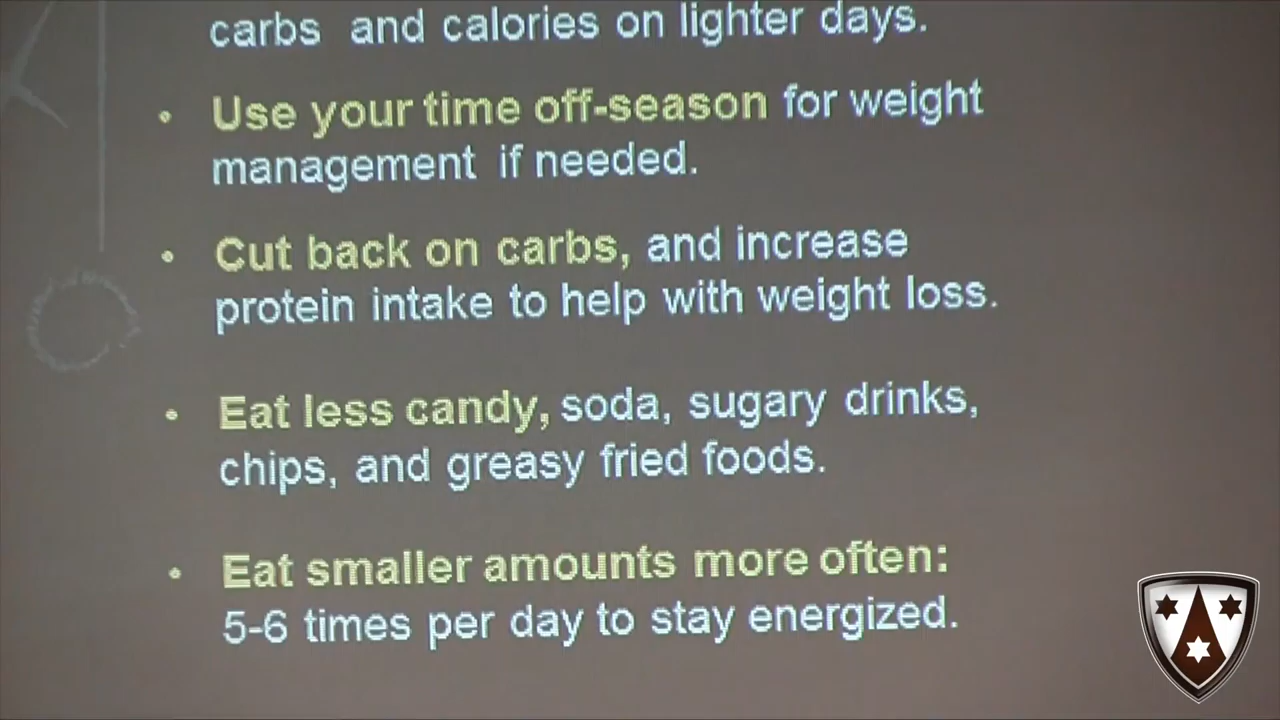 carbs and calories on lighter days.
• Use your time off-season for weight
management if needed.
• Cut back on carbs, and increase
protein intake to help with weight loss.
• Eat less candy, soda, sugary drinks,
chips, and greasy fried foods.
• Eat smaller amounts more often:
5-6 times per day to stay energized.